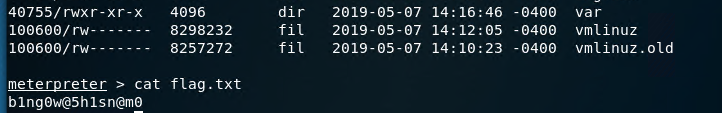 40755/rwxr-xr-x   4096      dir   2019-05-07 14:16:46 -0400   var
100600/rw-------  8298232   fil   2019-05-07 14:12:05 -0400   vmlinuz
100600/rw-------  8257272   fil   2019-05-07 14:10:23 -0400   vmlinuz.old
meterpreter > cat flag.txt
b1ng0w@5h1sn@m0